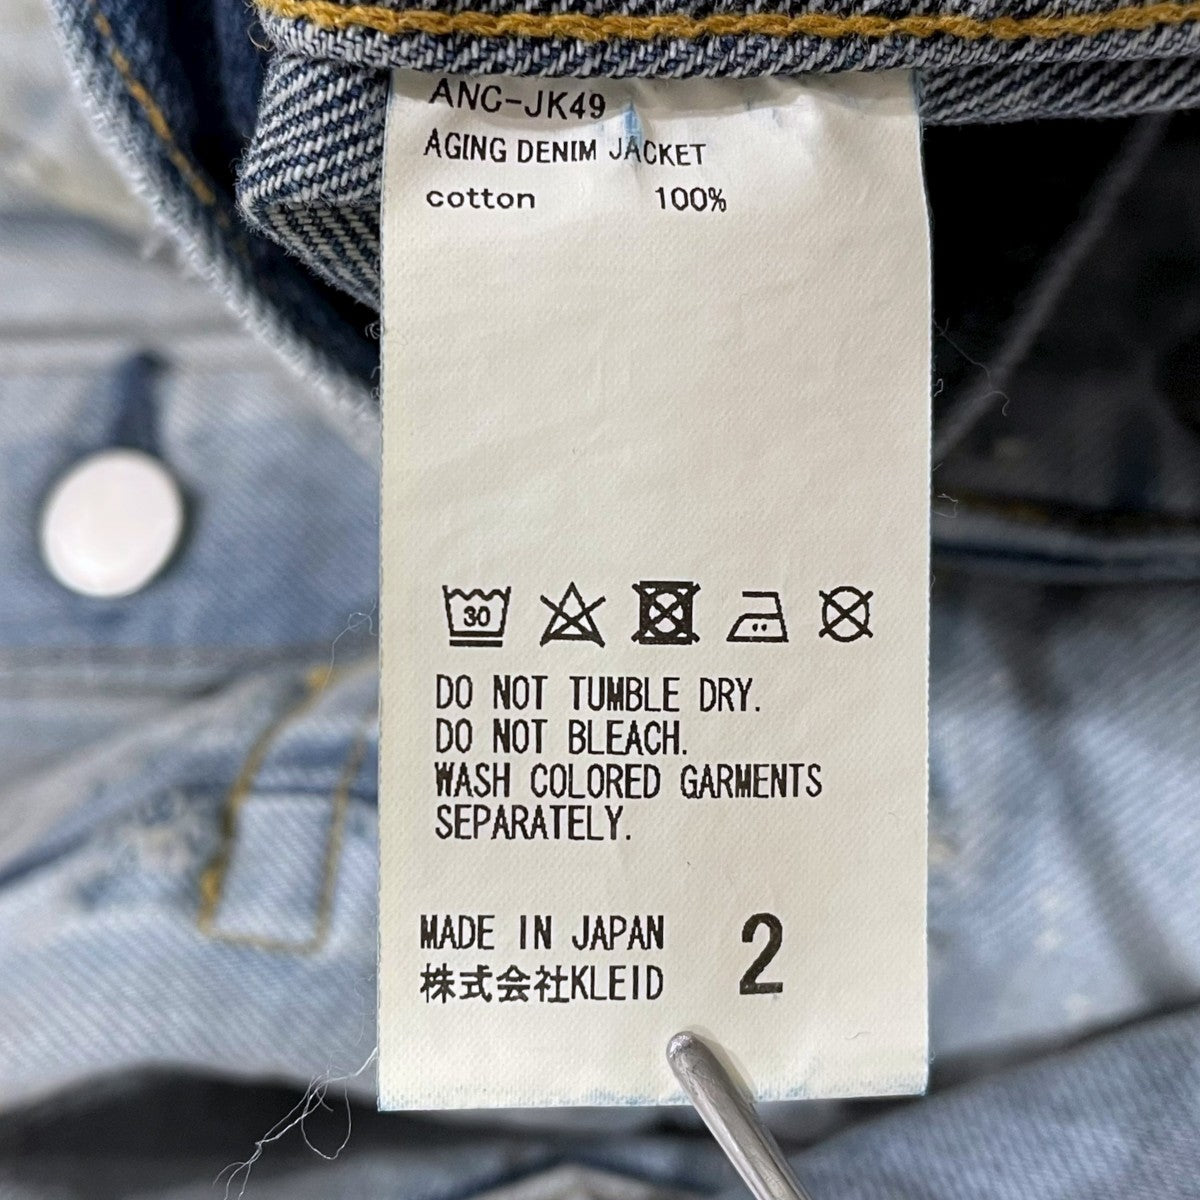 ANC-JK49
AGING DENIM JACKET
cotton 100%
30
DO NOT TUMBLE DRY.
DO NOT BLEACH.
WASH COLORED GARMENTS
SEPARATELY.
MADE IN JAPAN 2
株式会社KLEID